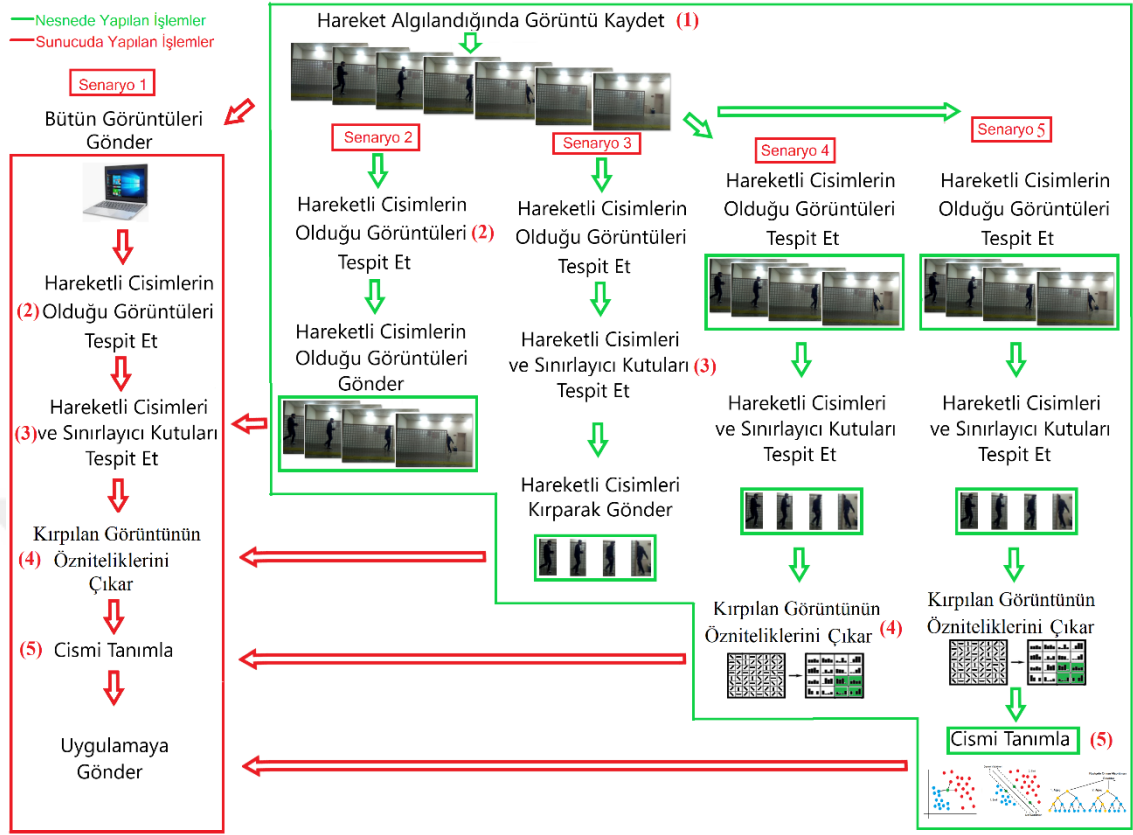 Nesnede Yapılan İşlemler
Sunucuda Yapılan İşlemler
Hareket Algılandığında Görüntü Kaydet (1)
Senaryo 1
Bütün Görüntüleri
Gönder
Hareketli Cisimlerin
(2) Olduğu Görüntüleri
Tespit Et
Hareketli Cisimleri
(3) ve Sınırlayıcı Kutuları
Tespit Et
Kırpılan Görüntünün
(4) Özniteliklerini
Çıkar
(5) Cismi Tanımla
Uygulamaya
Gönder
Senaryo 2
Hareketli Cisimlerin
Olduğu Görüntüleri (2)
Tespit Et
Hareketli Cisimlerin
Olduğu Görüntüleri
Gönder
Senaryo 3
Hareketli Cisimlerin
Olduğu Görüntüleri
Tespit Et
Hareketli Cisimleri
ve Sınırlayıcı Kutuları (3)
Tespit Et
Hareketli Cisimleri
Kırparak Gönder
Senaryo 4
Hareketli Cisimlerin
Olduğu Görüntüleri
Tespit Et
Hareketli Cisimleri
ve Sınırlayıcı Kutuları
Tespit Et
Kırpılan Görüntünün
Özniteliklerini Çıkar (4)
Senaryo 5
Hareketli Cisimlerin
Olduğu Görüntüleri
Tespit Et
Hareketli Cisimleri
ve Sınırlayıcı Kutuları
Tespit Et
Kırpılan Görüntünün
Özniteliklerini Çıkar
Cismi Tanımla (5)